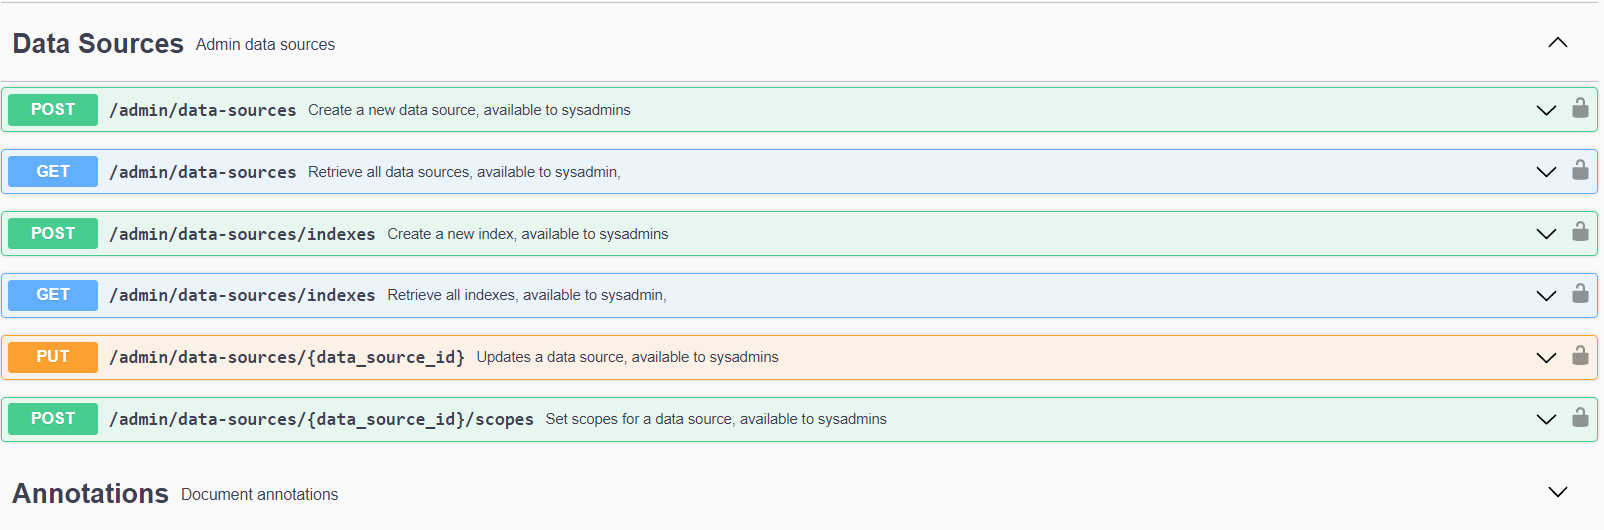 Data Sources Admin data sources
POST /admin/data-sources Create a new data source, available to sysadmins
GET /admin/data-sources Retrieve all data sources, available to sysadmin,
POST /admin/data-sources/indexes Create a new index, available to sysadmins
GET /admin/data-sources/indexes Retrieve all indexes, available to sysadmin,
PUT /admin/data-sources/{data_source_id} Updates a data source, available to sysadmins
POST /admin/data-sources/{data_source_id}/scopes Set scopes for a data source, available to sysadmins
Annotations Document annotations